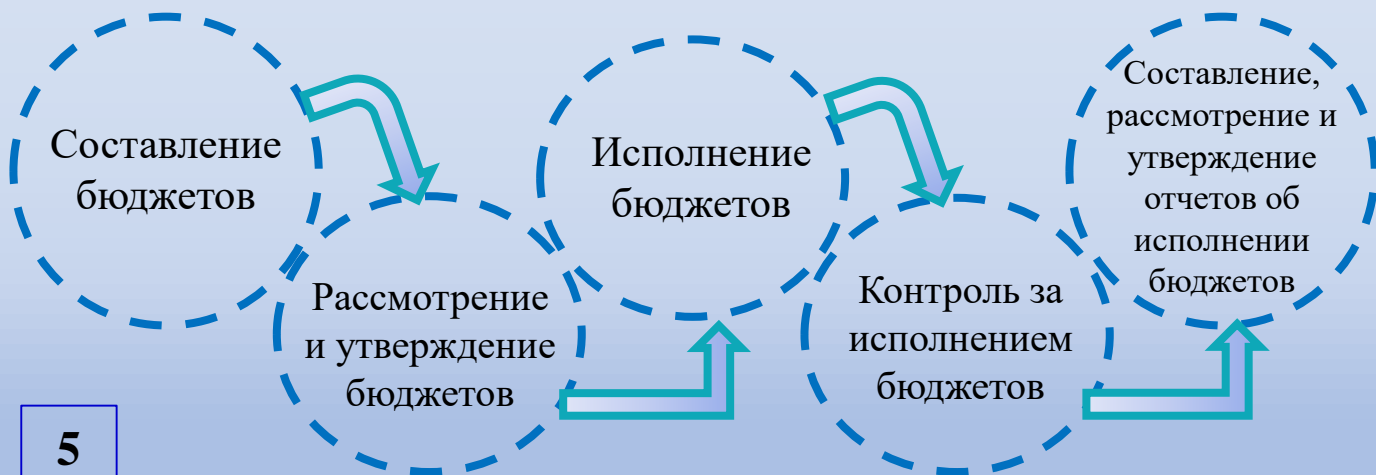 Составление
бюджетов
Рассмотрение
и утверждение
бюджетов
Исполнение
бюджетов
Контроль за
исполнением
бюджетов
Составление,
рассмотрение и
утверждение
отчетов об
исполнении
бюджетов
5